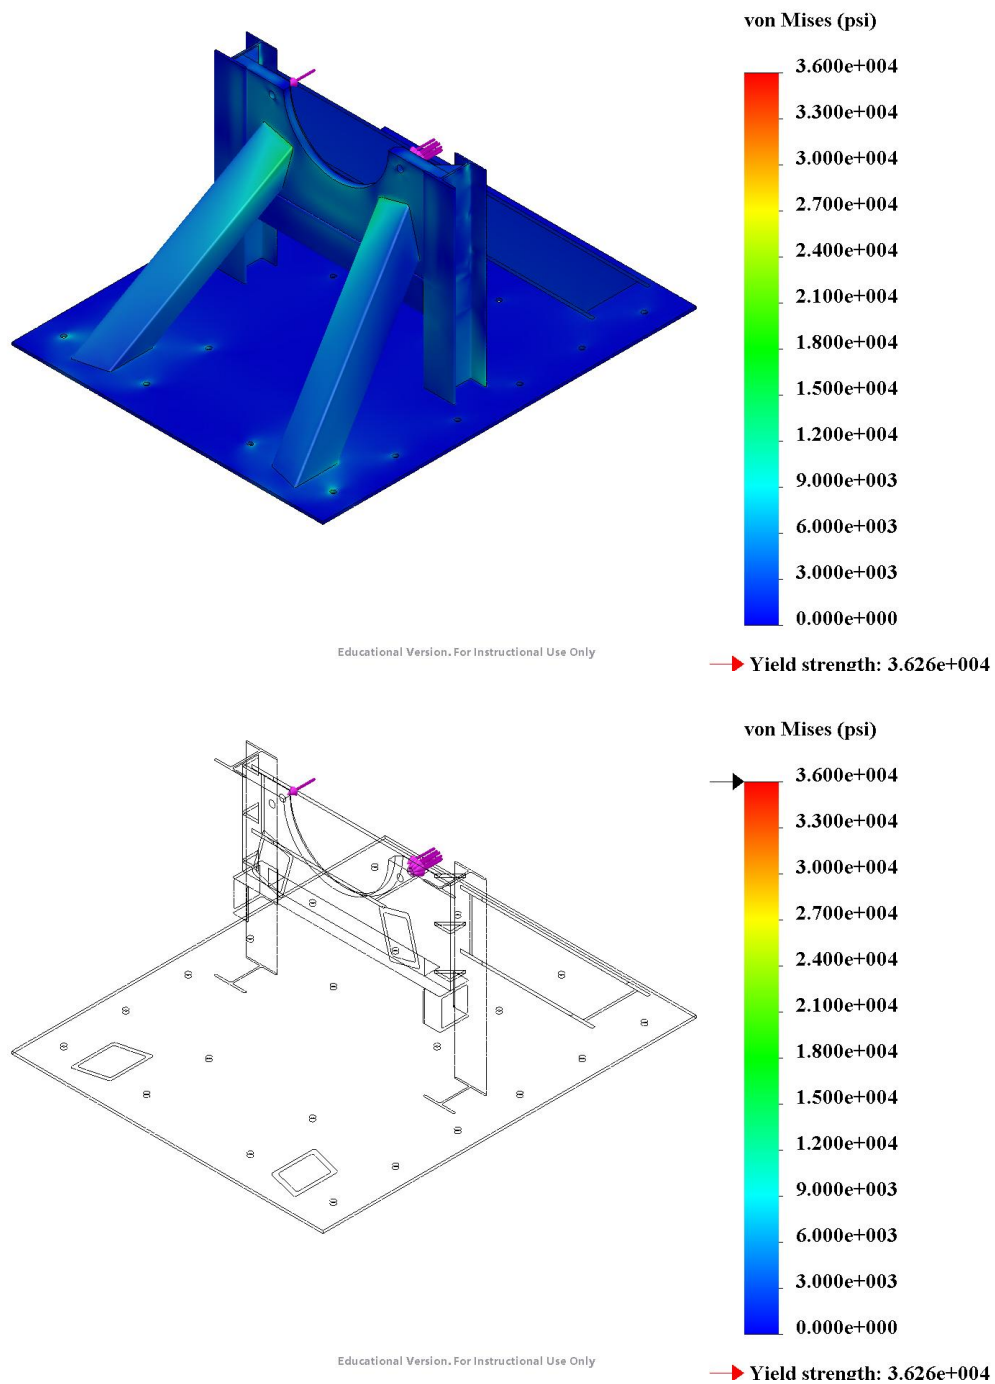 von Mises (psi)
3.600e+004
3.300e+004
3.000e+004
2.700e+004
2.400e+004
2.100e+004
1.800e+004
1.500e+004
1.200e+004
9.000e+003
6.000e+003
3.000e+003
0.000e+000
Educational Version. For Instructional Use Only
Yield strength: 3.626e+004
von Mises (psi)
3.600e+004
3.300e+004
3.000e+004
2.700e+004
2.400e+004
2.100e+004
1.800e+004
1.500e+004
1.200e+004
9.000e+003
6.000e+003
3.000e+003
0.000e+000
Educational Version. For Instructional Use Only
Yield strength: 3.626e+004